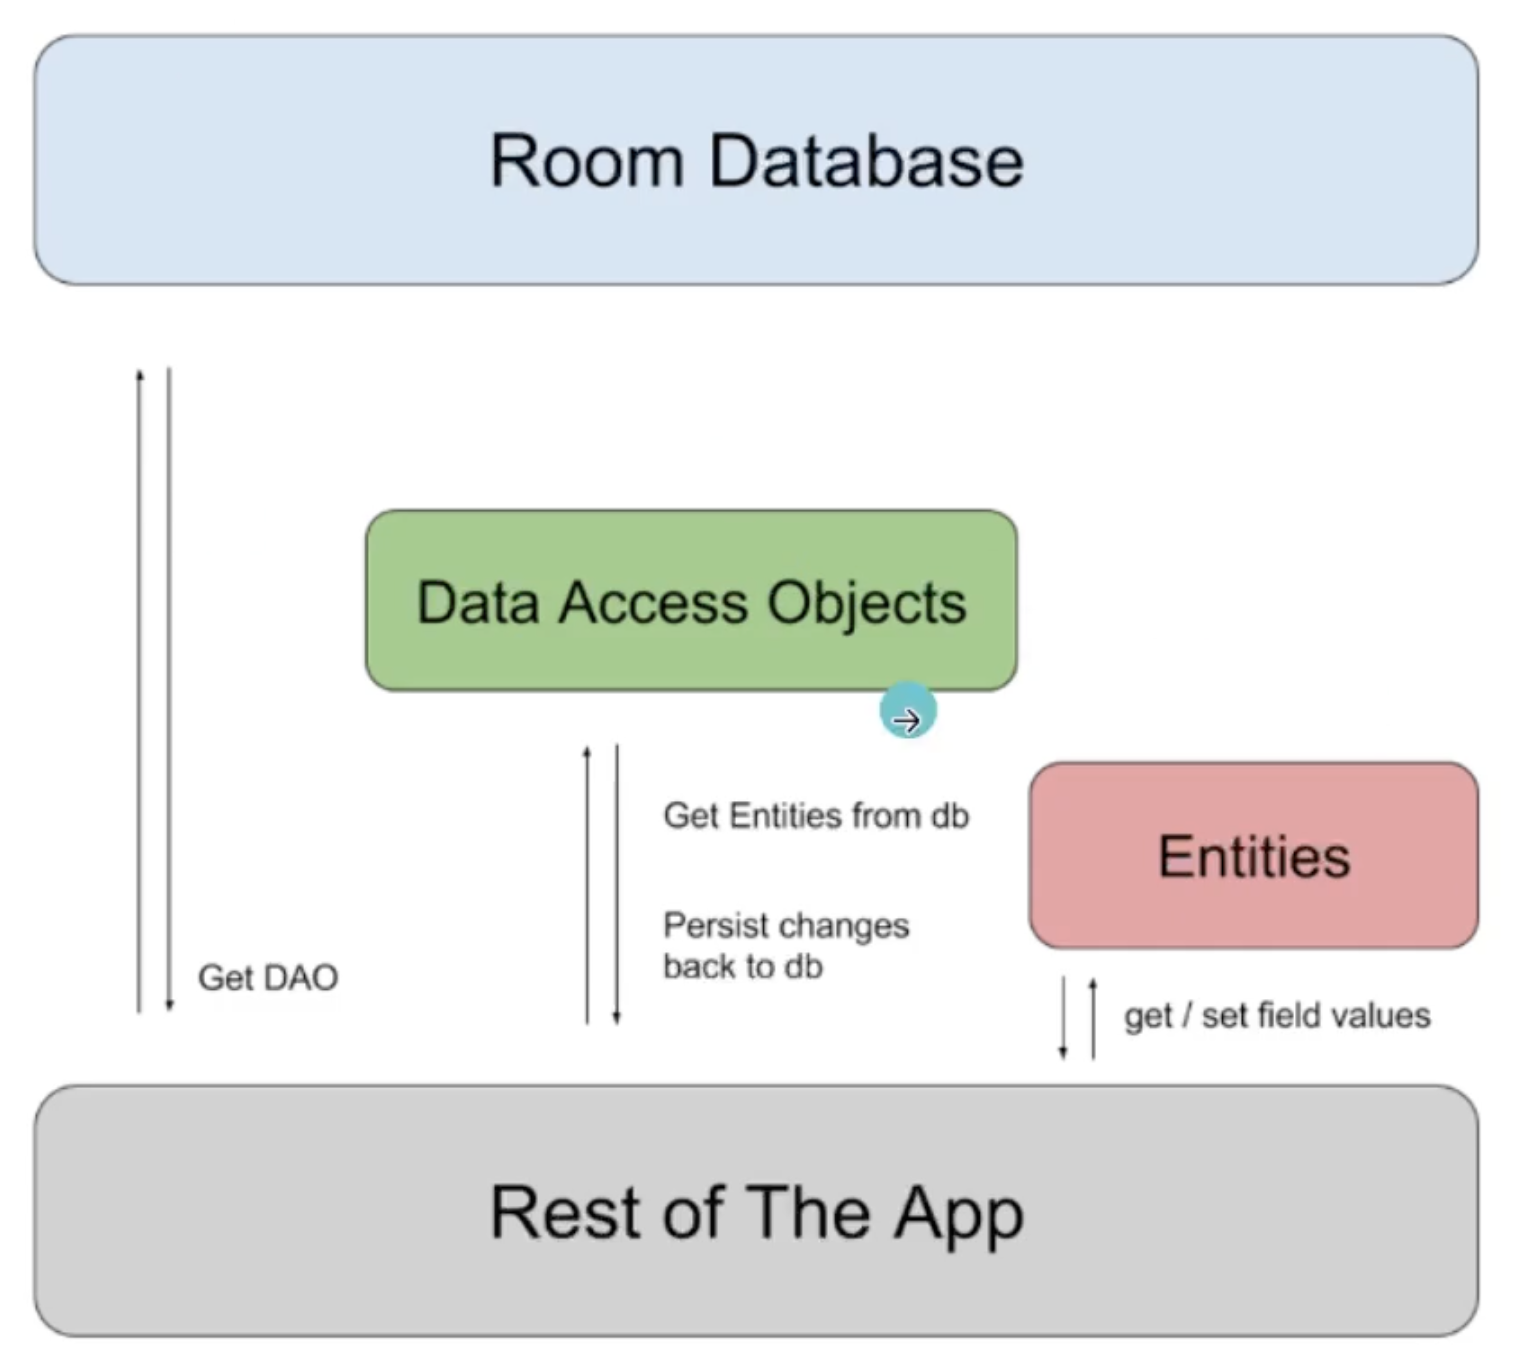 Room Database
Data Access Objects
Get Entities from db
Persist changes
back to db
Entities
Get DAO
get / set field values
Rest of The App